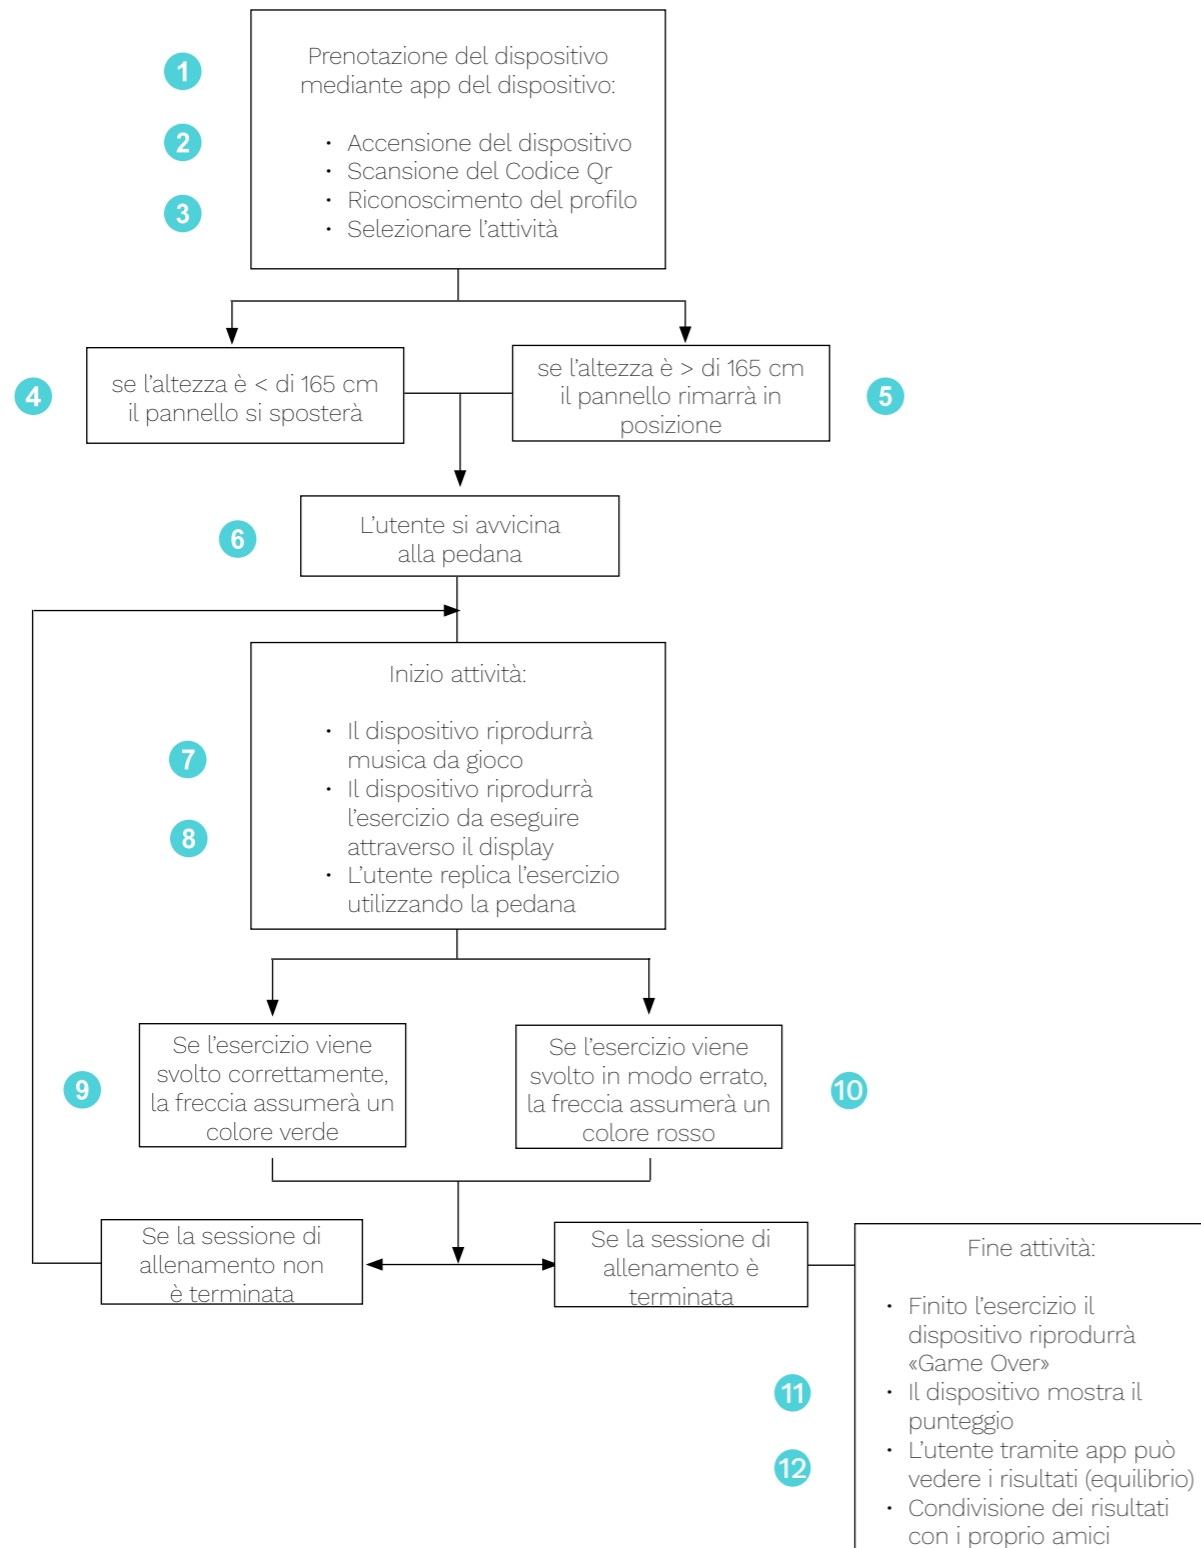 1
Prenotazione del dispositivo
mediante app del dispositivo:
2
• Accensione del dispositivo
• Scansione del Codice Qr
3
• Riconoscimento del profilo
• Selezionare l'attività
4
se l'altezza è < di 165 cm
il pannello si sposterà
se l'altezza è > di 165 cm
il pannello rimarrà in
posizione
5
6
L'utente si avvicina
alla pedana
Inizio attività:
7
• Il dispositivo riprodurrà
musica da gioco
8
• Il dispositivo riprodurrà
l'esercizio da eseguire
attraverso il display
• L'utente replica l'esercizio
utilizzando la pedana
9
Se l'esercizio viene
svolto correttamente,
la freccia assumerà un
colore verde
Se l'esercizio viene
svolto in modo errato,
la freccia assumerà un
colore rosso
10
Se la sessione di
allenamento non
è terminata
Se la sessione di
allenamento è
terminata
Fine attività:
• Finito l'esercizio il
dispositivo riprodurrà
«Game Over»
11
• Il dispositivo mostra il
punteggio
12
• L'utente tramite app può
vedere i risultati (equilibrio)
• Condivisione dei risultati
con i proprio amici